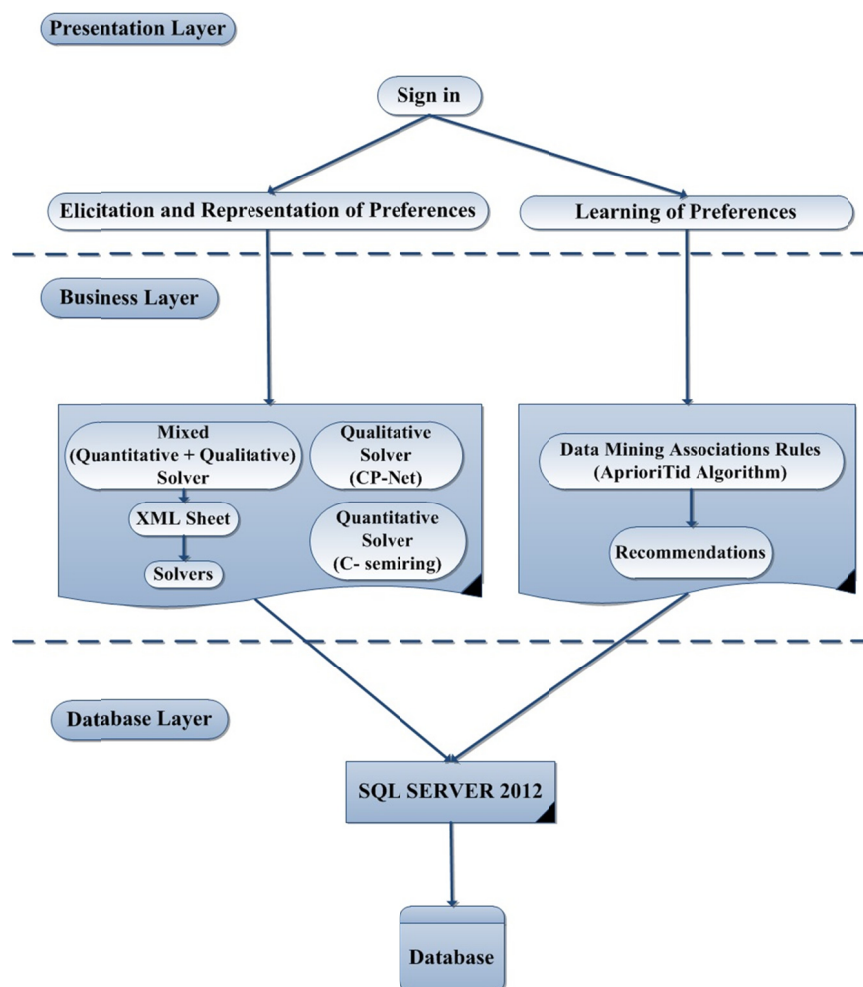 Presentation Layer
Sign in
Elicitation and Representation of Preferences
Learning of Preferences
Business Layer
Mixed
(Quantitative + Qualitative)
Solver
XML Sheet
Solvers
Qualitative
Solver
(CP-Net)
Quantitative
Solver
(C- semiring)
Data Mining Associations Rules
(AprioriTid Algorithm)
Recommendations
Database Layer
SQL SERVER 2012
Database